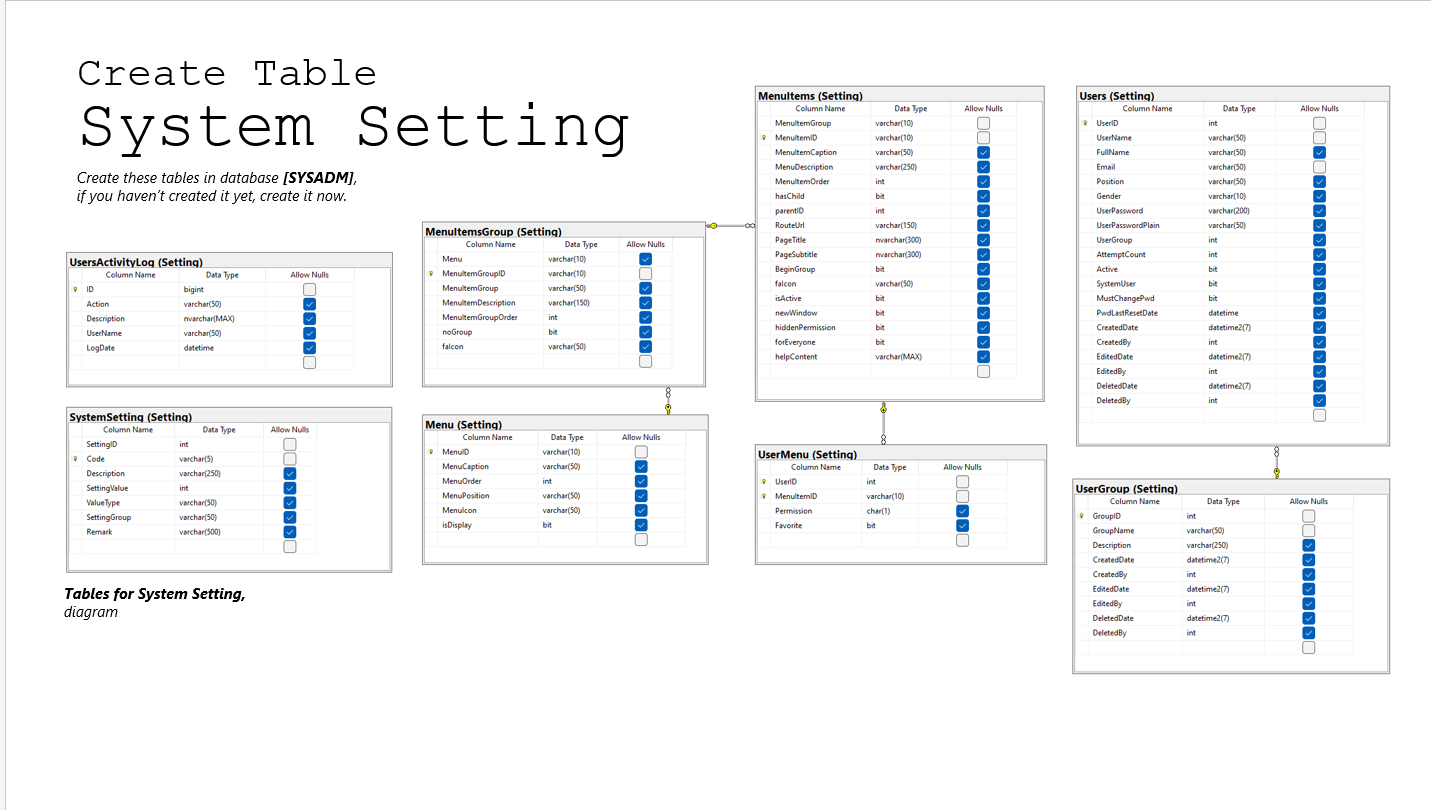 Create Table
System Setting
Create these tables in database [SYSADM],
if you haven't created it yet, create it now.
UsersActivityLog (Setting)
Column Name Data Type Allow Nulls
ID bigint
Action varchar(50)
Description nvarchar(MAX)
UserName varchar(50)
LogDate datetime
SystemSetting (Setting)
Column Name Data Type Allow Nulls
SettingID int
Code varchar(5)
Description varchar(250)
SettingValue int
ValueType varchar(50)
SettingGroup varchar(50)
Remark varchar(500)
Tables for System Setting,
diagram
MenuItemsGroup (Setting)
Column Name Data Type Allow Nulls
Menu varchar(10)
MenuItemGroupID varchar(10)
MenuItemGroup varchar(50)
MenuItemDescription varchar(150)
MenuItemGroupOrder int
noGroup bit
faIcon varchar(50)
Menu (Setting)
Column Name Data Type Allow Nulls
MenuID varchar(10)
MenuCaption varchar(50)
MenuOrder int
MenuPosition varchar(50)
MenuIcon varchar(50)
isDisplay bit
MenuItems (Setting)
Column Name Data Type Allow Nulls
MenuItemGroup varchar(10)
MenuItemID varchar(10)
MenuItemCaption varchar(50)
MenuDescription varchar(250)
MenuItemOrder int
hasChild bit
parentID int
RouteUrl varchar(150)
PageTitle nvarchar(300)
PageSubtitle nvarchar(300)
BeginGroup bit
faIcon varchar(50)
isActive bit
newWindow bit
hiddenPermission bit
forEveryone bit
helpContent varchar(MAX)
UserMenu (Setting)
Column Name Data Type Allow Nulls
UserID int
MenuItemID varchar(10)
Permission char(1)
Favorite bit
Users (Setting)
Column Name Data Type Allow Nulls
UserID int
UserName varchar(50)
FullName varchar(50)
Email varchar(50)
Position varchar(50)
Gender varchar(10)
UserPassword varchar(200)
UserPasswordPlain varchar(50)
UserGroup int
AttemptCount int
Active bit
SystemUser bit
MustChangePwd bit
PwdLastResetDate datetime
CreatedDate datetime2(7)
CreatedBy int
EditedDate datetime2(7)
EditedBy int
DeletedDate datetime2(7)
DeletedBy int
UserGroup (Setting)
Column Name Data Type Allow Nulls
GroupID int
GroupName varchar(50)
Description varchar(250)
CreatedDate datetime2(7)
CreatedBy int
EditedDate datetime2(7)
EditedBy int
DeletedDate datetime2(7)
DeletedBy int